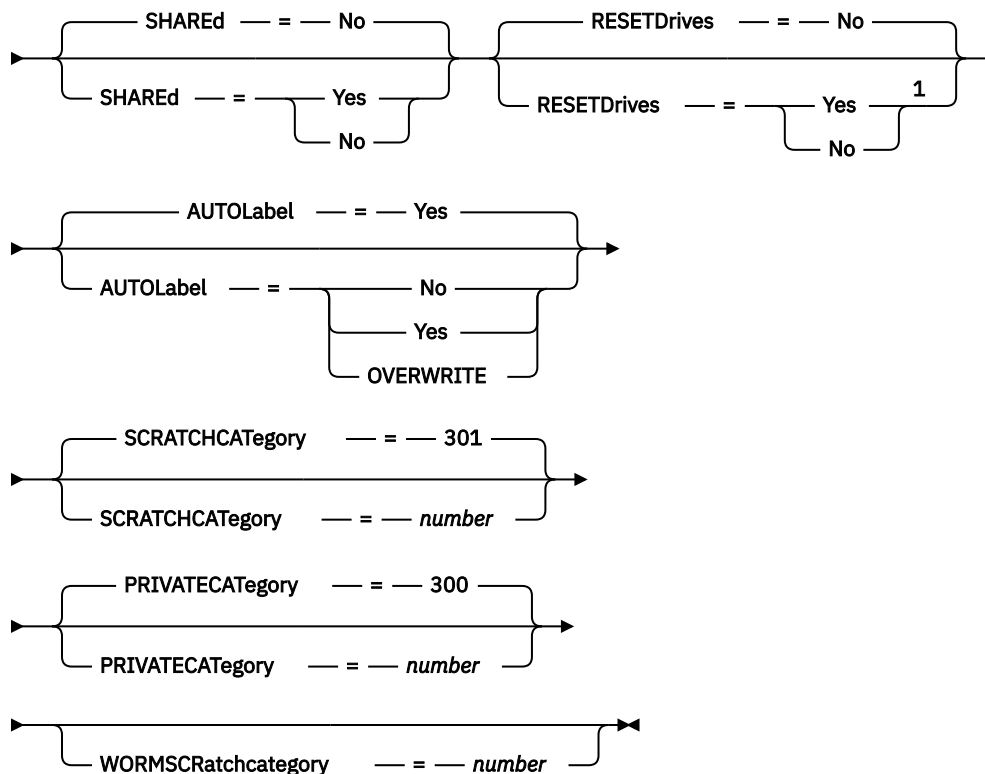 SHAREd = No RESETDrives = No
SHAREd = Yes RESETDrives = Yes 1
No No
AUTOLabel = Yes
AUTOLabel = No
Yes
OVERWRITE
SCRATCHCATegory = 301
SCRATCHCATegory = number
PRIVATECATegory = 300
PRIVATECATegory = number
WORMSCRatchcategory = number